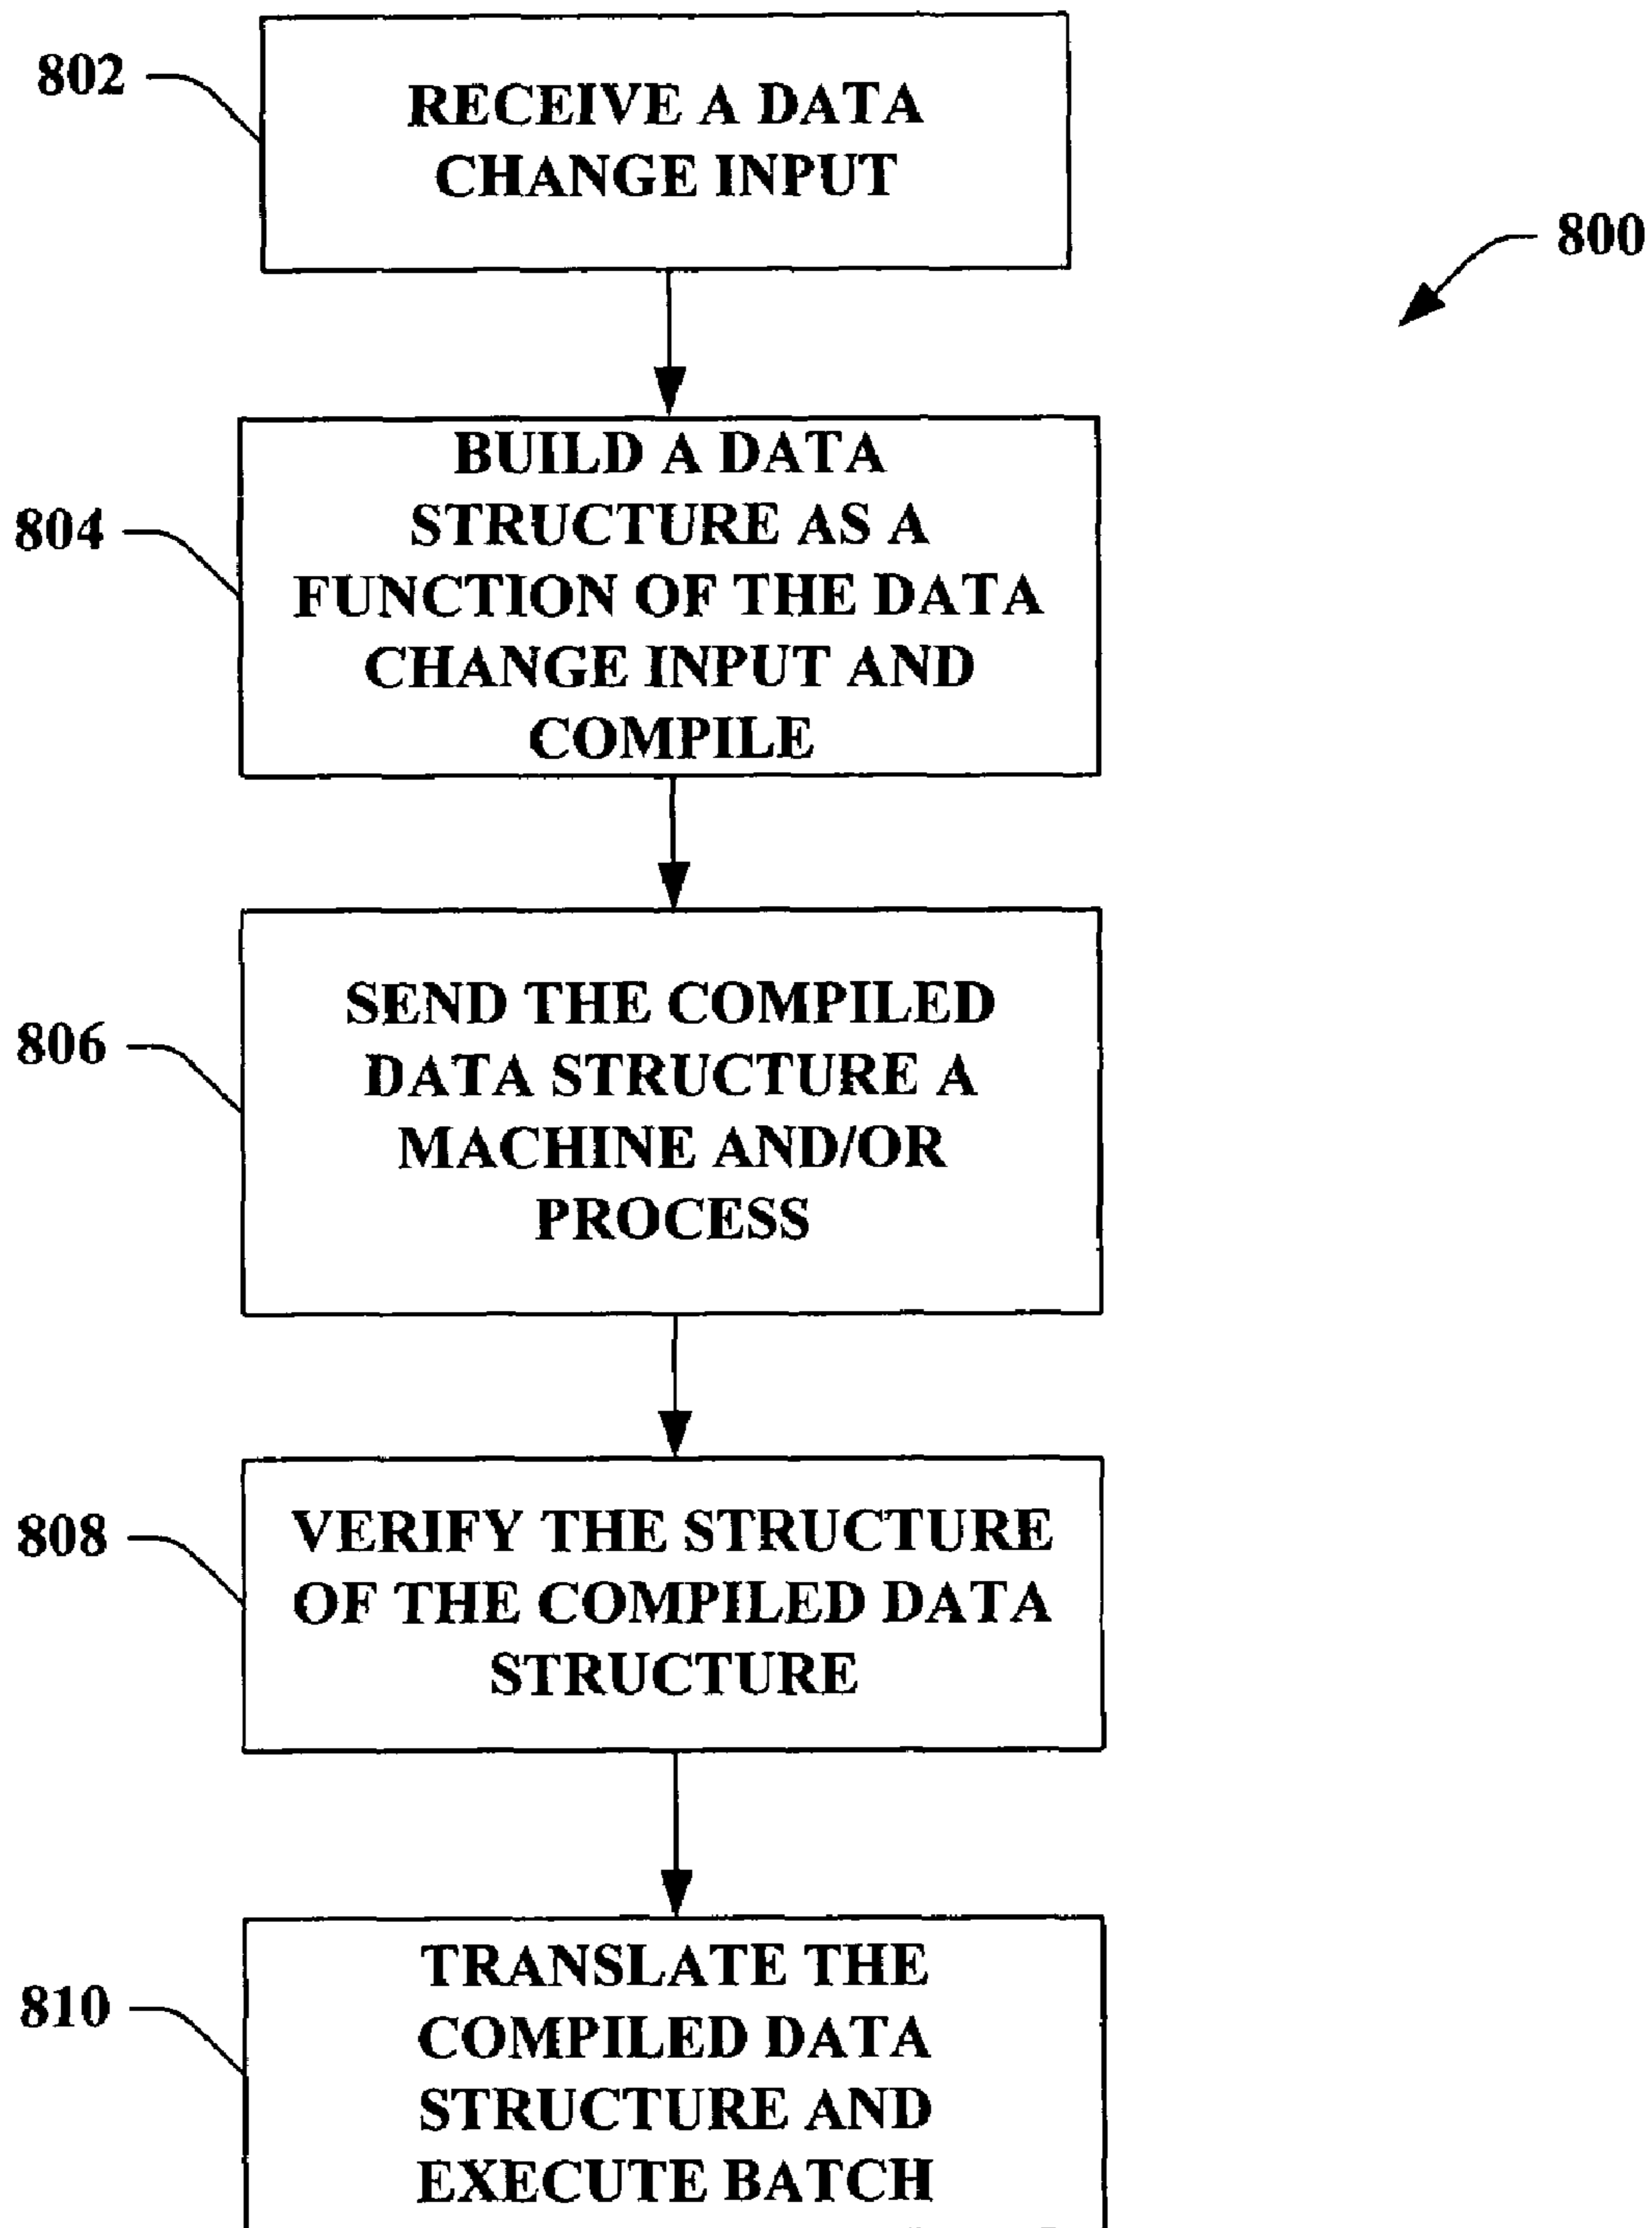 802
RECEIVE A DATA
CHANGE INPUT
800
804
BUILD A DATA
STRUCTURE AS A
FUNCTION OF THE DATA
CHANGE INPUT AND
COMPILE
806
SEND THE COMPILED
DATA STRUCTURE A
MACHINE AND/OR
PROCESS
808
VERIFY THE STRUCTURE
OF THE COMPILED DATA
STRUCTURE
810
TRANSLATE THE
COMPILED DATA
STRUCTURE AND
EXECUTE BATCH